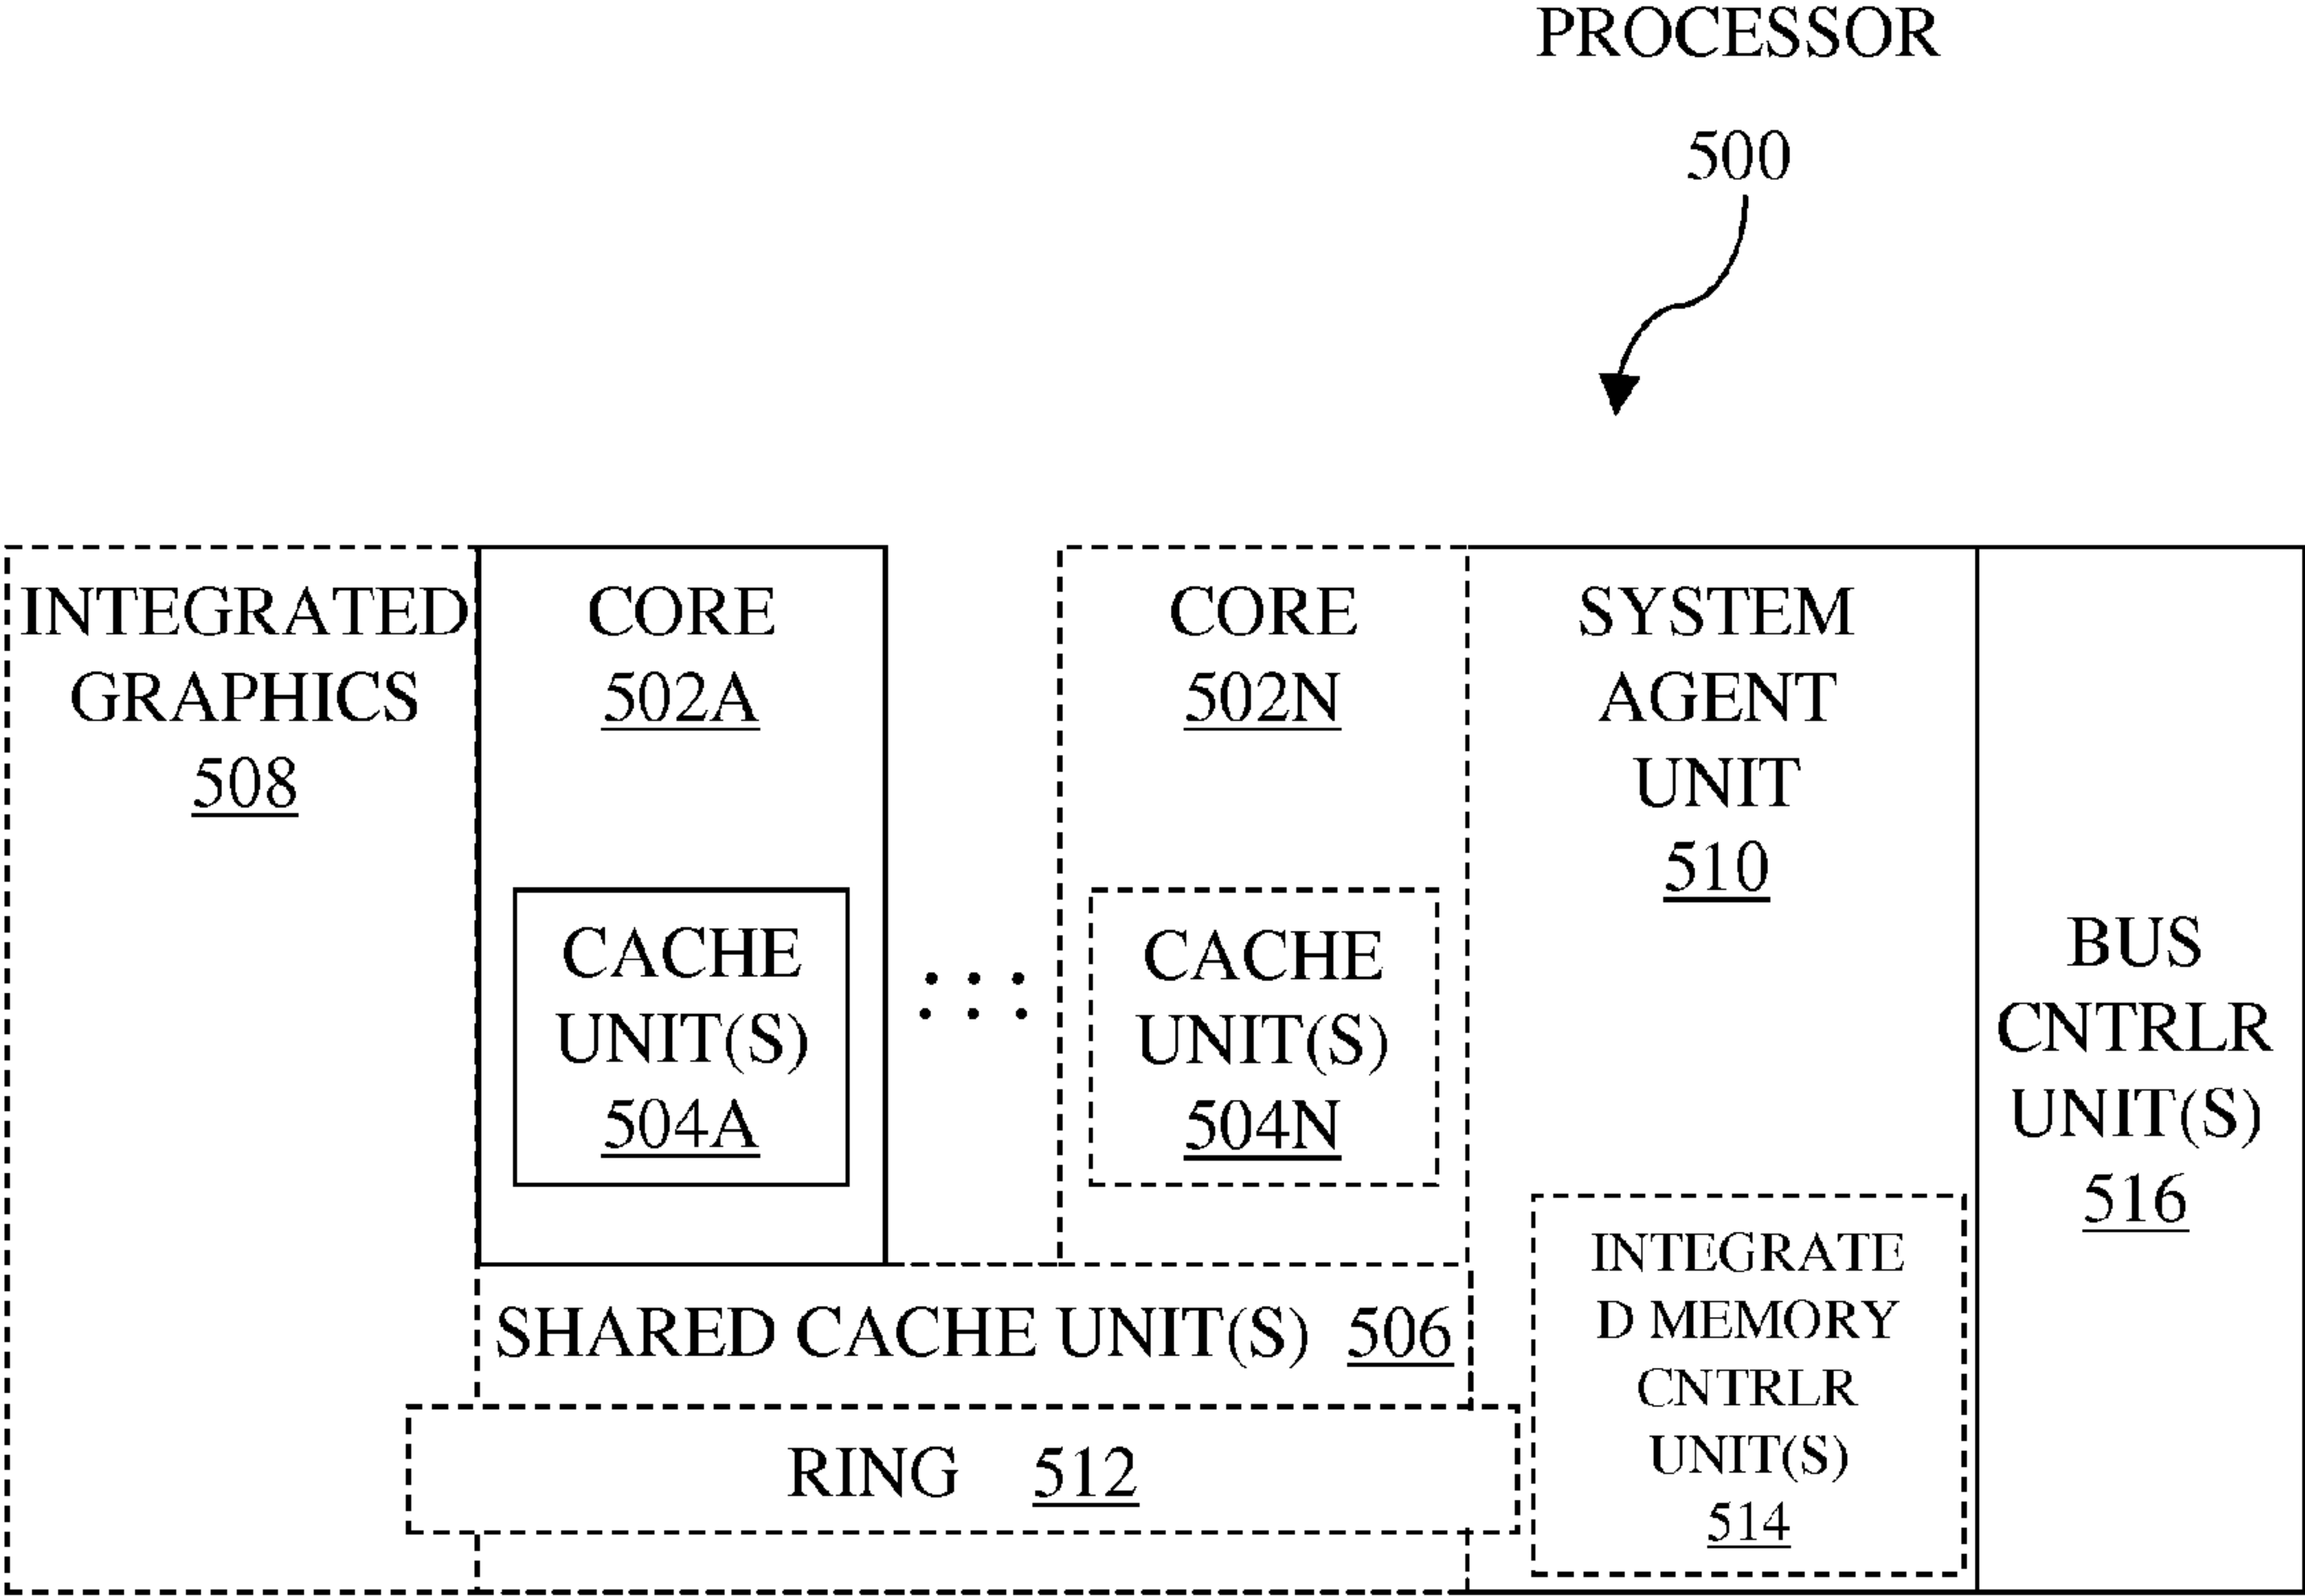 PROCESSOR
500
INTEGRATED
GRAPHICS
508
CORE
502A
CACHE
UNIT(S)
504A
CORE
502N
CACHE
UNIT(S)
504N
SYSTEM
AGENT
UNIT
510
BUS
CNTRLR
UNIT(S)
516
SHARED CACHE UNIT(S) 506
RING 512
INTEGRATE
D MEMORY
CNTRLR
UNIT(S)
514